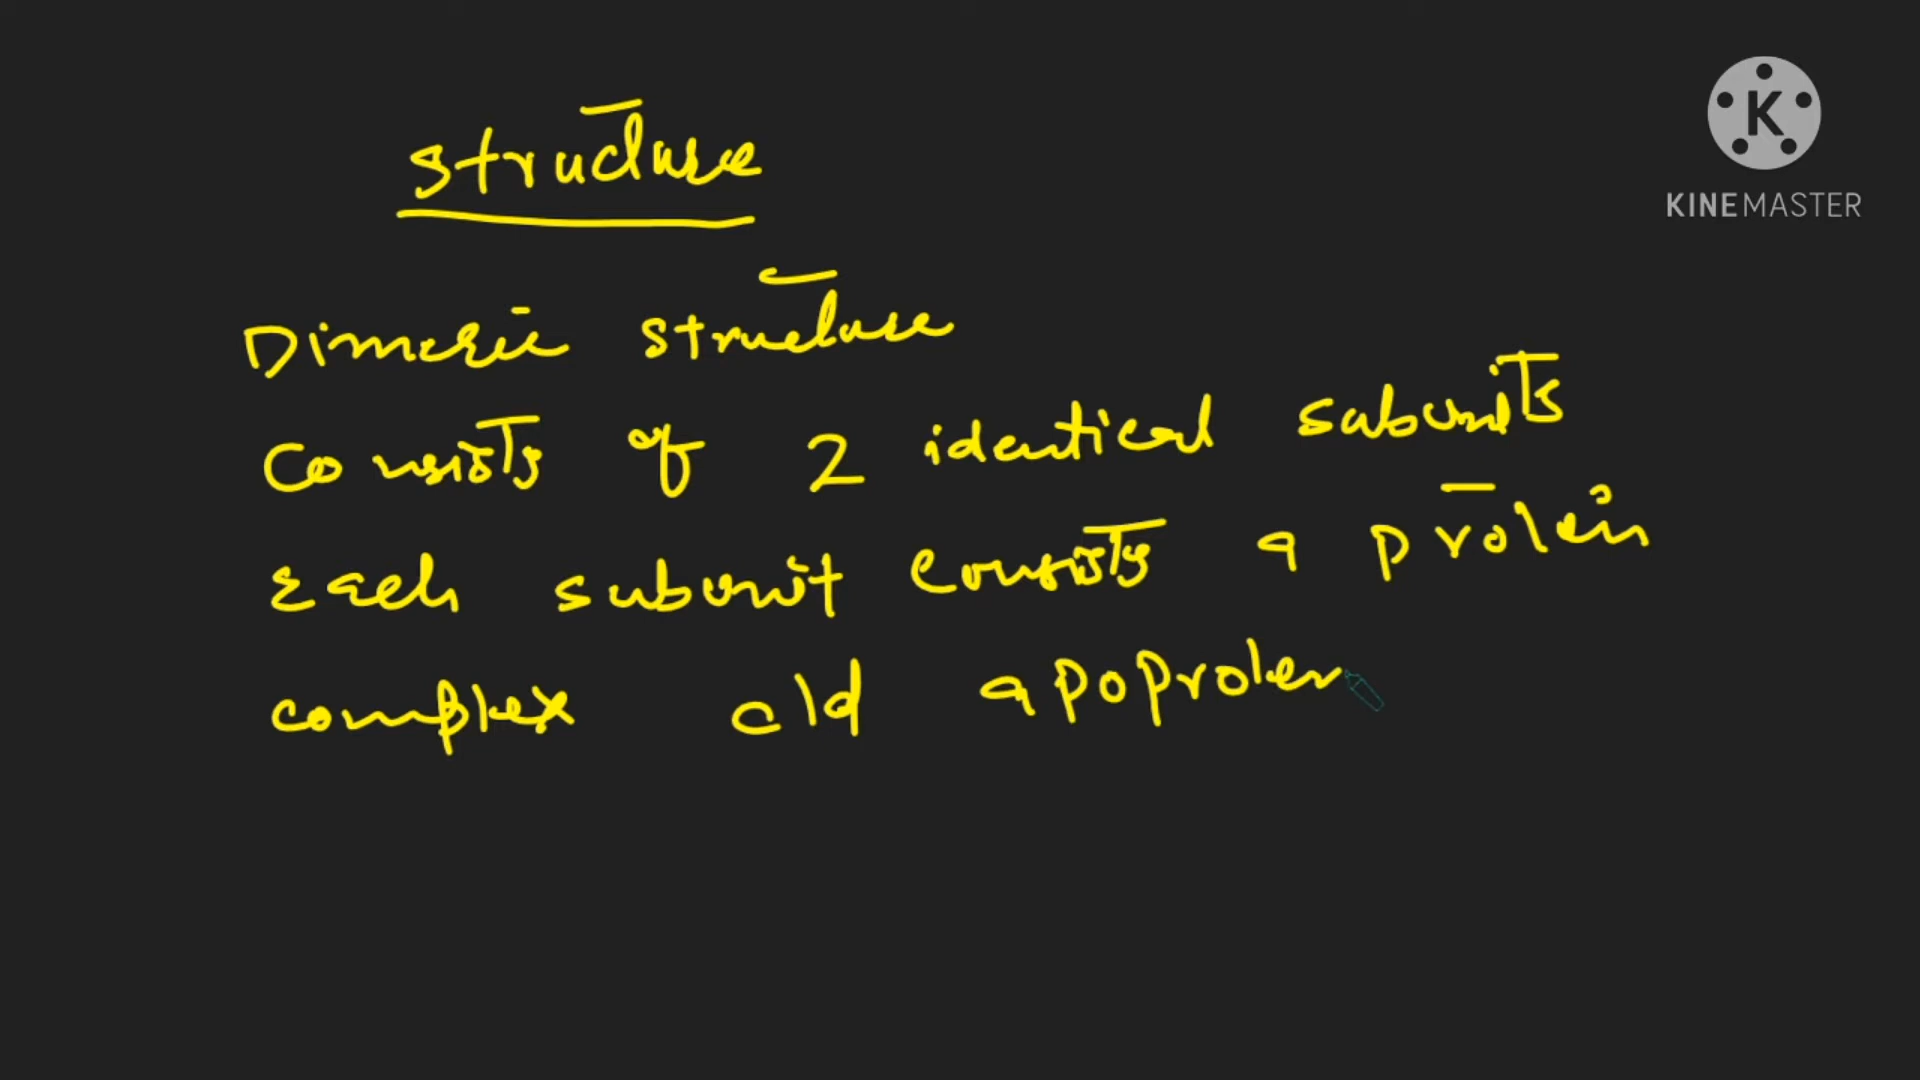 structure
Dimeric structure
consists of 2 identical subunits
Each subunit consists a protein
complex cld apoprotein
K
KINEMASTER